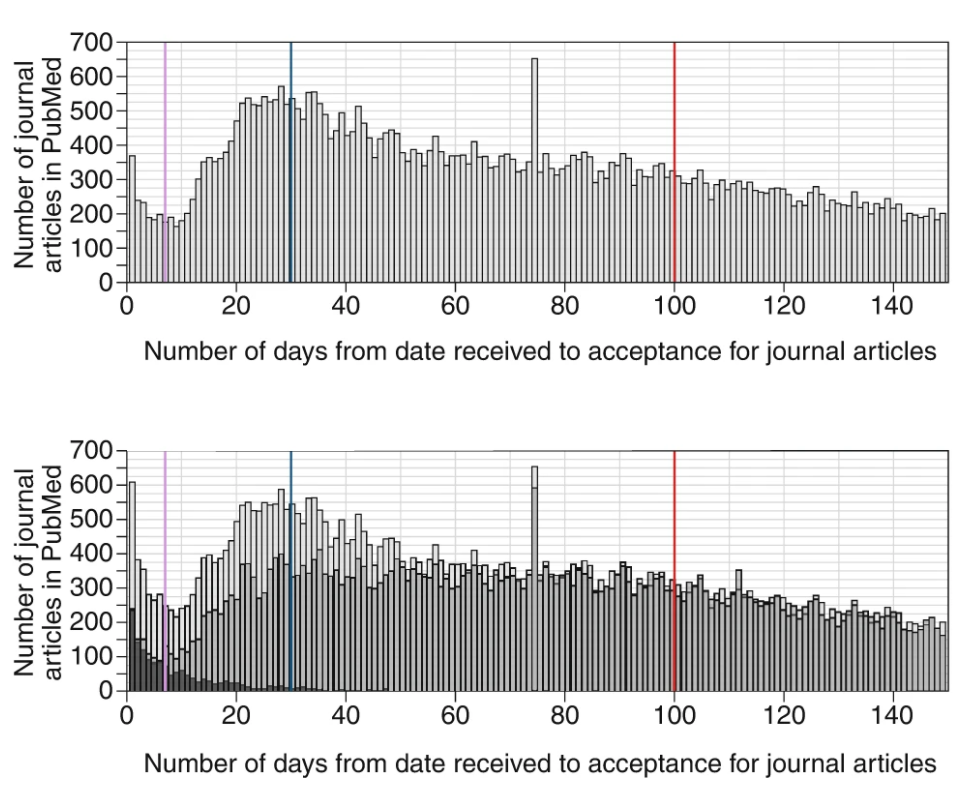 700
600
500
400
300
200
100
0
Number of journal
articles in PubMed
0 20 40 60 80 100 120 140
Number of days from date received to acceptance for journal articles
700
600
500
400
300
200
100
0
Number of journal
articles in PubMed
0 20 40 60 80 100 120 140
Number of days from date received to acceptance for journal articles